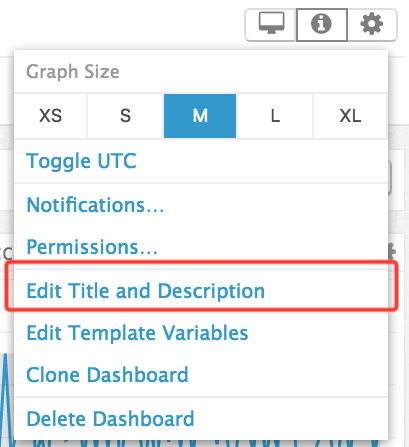 Graph Size
XS S M L XL
Toggle UTC
Notifications...
Permissions...
Edit Title and Description
Edit Template Variables
Clone Dashboard
Delete Dashboard